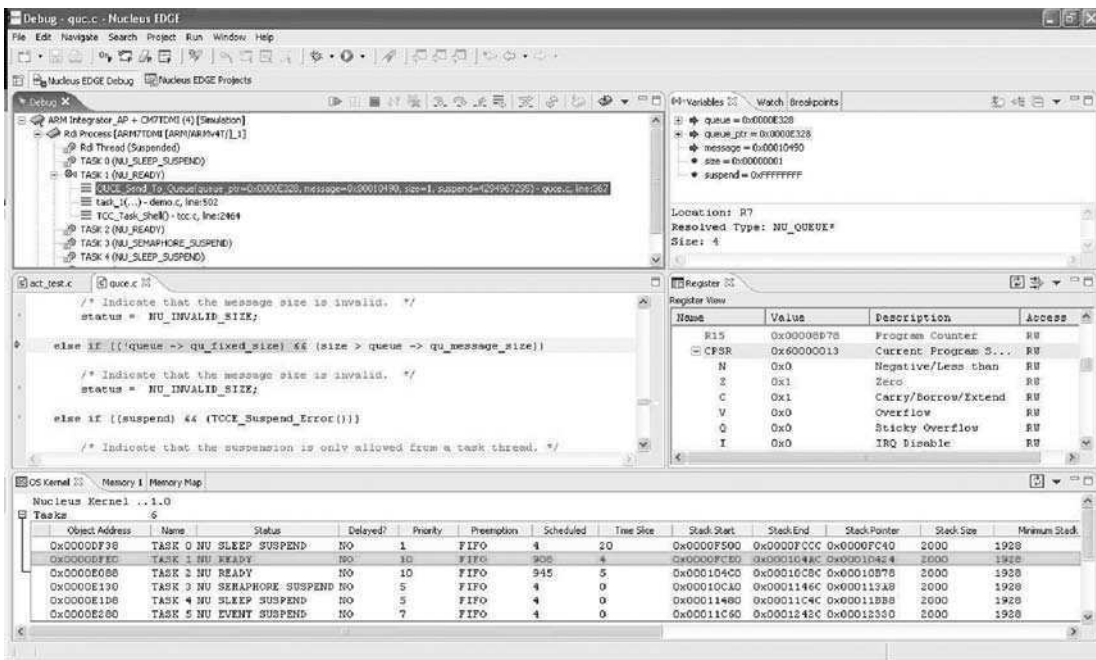 Debug - quc.c - Nucleus EDGE
File Edit Navigate Search Project Run Window Help
Nucleus EDGE Debug Nucleus EDGE Projects
Debug
ARM Integrator_AP + CM7TDMI (4) [Simulation]
Rdi Process [ARM7TDMI [ARM/ARMv4T/]_1]
Rdi Thread (Suspended)
TASK 0 (NU_SLEEP_SUSPEND)
TASK 1 (NU_READY)
QUCE_Send_To_Queue(queue_ptr=0x0000E328, message=0x00010490, size=1, suspend=4294967295) - quce.c, line:367
task_1(...) - demo.c, line:502
TCC_Task_Shell() - tcc.c, line:2464
TASK 2 (NU_READY)
TASK 3 (NU_SEMAPHORE_SUSPEND)
TASK 4 (NU_SLEEP_SUSPEND)
Variables Watch Breakpoints
queue = 0x0000E328
queue_ptr = 0x0000E328
message = 0x00010490
size = 0x00000001
suspend = 0xFFFFFFFF
Location: R7
Resolved Type: NU_QUEUE*
Size: 4
act_test.c quce.c
/* Indicate that the message size is invalid. */
status = NU_INVALID_SIZE;
else if ((!queue -> qu_fixed_size) && (size > queue -> qu_message_size))
/* Indicate that the message size is invalid. */
status = NU_INVALID_SIZE;
else if ((suspend) && (TCCE_Suspend_Error()))
/* Indicate that the suspension is only allowed from a task thread. */
Register
Register View
Name Value Description Access
R15 0x00008D78 Program Counter RW
CPSR 0x60000013 Current Program S... RW
N 0x0 Negative/Less than RW
Z 0x1 Zero RW
C 0x1 Carry/Borrow/Extend RW
V 0x0 Overflow RW
Q 0x0 Sticky Overflow RW
I 0x0 IRQ Disable RW
OS Kernel Memory 1 Memory Map
Nucleus Kernel ..1.0
Tasks 6
Object Address Name Status Delayed? Priority Preemption Scheduled Time Slice Stack Start Stack End Stack Pointer Stack Size Minimum Stack
0x0000DF38 TASK 0 NU SLEEP SUSPEND NO 1 FIFO 4 20 0x0000F500 0x0000FCCC 0x0000FC40 2000 1928
0x0000DFE0 TASK 1 NU READY NO 10 FIFO 908 4 0x0000FCE0 0x000104AC 0x00010424 2000 1928
0x0000E088 TASK 2 NU READY NO 10 FIFO 945 5 0x000104C0 0x00010C8C 0x00010B78 2000 1928
0x0000E130 TASK 3 NU SEMAPHORE SUSPEND NO 5 FIFO 4 0 0x00010CA0 0x0001146C 0x000113A8 2000 1928
0x0000E1D8 TASK 4 NU SLEEP SUSPEND NO 5 FIFO 4 0 0x00011480 0x00011C4C 0x00011BB8 2000 1928
0x0000E280 TASK 5 NU EVENT SUSPEND NO 7 FIFO 4 0 0x00011C60 0x0001242C 0x00012330 2000 1928